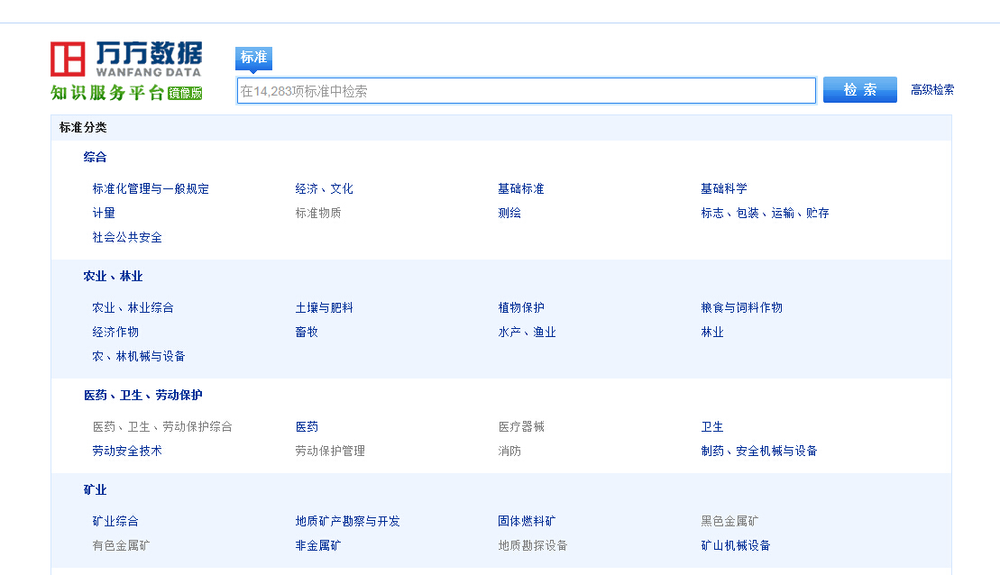 万方数据
WANFANG DATA
知识服务平台 镜像版
标准
在14,283项标准中检索
检 索
高级检索
标准分类
综合
标准化管理与一般规定 经济、文化 基础标准 基础科学
计量 标准物质 测绘 标志、包装、运输、贮存
社会公共安全
农业、林业
农业、林业综合 土壤与肥料 植物保护 粮食与饲料作物
经济作物 畜牧 水产、渔业 林业
农、林机械与设备
医药、卫生、劳动保护
医药、卫生、劳动保护综合 医药 医疗器械 卫生
劳动安全技术 劳动保护管理 消防 制药、安全机械与设备
矿业
矿业综合 地质矿产勘察与开发 固体燃料矿 黑色金属矿
有色金属矿 非金属矿 地质勘探设备 矿山机械设备